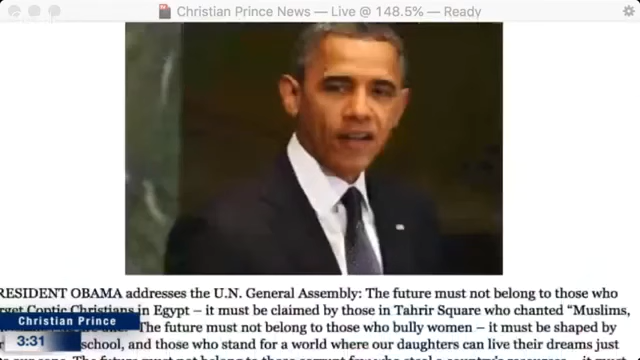 Christian Prince News — Live @ 148.5% — Ready
RESIDENT OBAMA addresses the U.N. General Assembly: The future must not belong to those who
rget Coptic Christians in Egypt – it must be claimed by those in Tahrir Square who chanted “Muslims,
Christian Prince
The future must not belong to those who bully women – it must be shaped by
3:31
school, and those who stand for a world where our daughters can live their dreams just